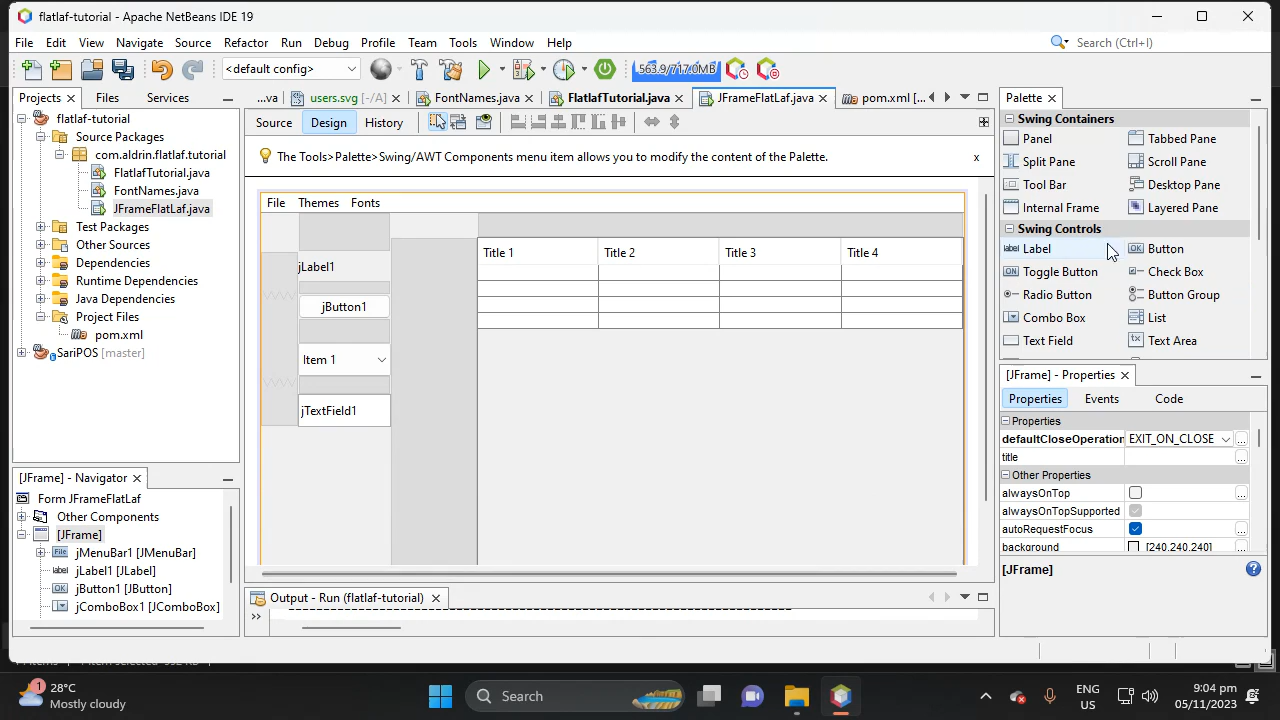 flatlaf-tutorial - Apache NetBeans IDE 19
File Edit View Navigate Source Refactor Run Debug Profile Team Tools Window Help
Search (Ctrl+I)
<default config>
563.9/717.0MB
Projects Files Services
...va users.svg [-/A] FontNames.java FlatlafTutorial.java JFrameFlatLaf.java pom.xml [...
Palette
Source Design History
The Tools>Palette>Swing/AWT Components menu item allows you to modify the content of the Palette. x
flatlaf-tutorial
Source Packages
com.aldrin.flatlaf.tutorial
FlatlafTutorial.java
FontNames.java
JFrameFlatLaf.java
Test Packages
Other Sources
Dependencies
Runtime Dependencies
Java Dependencies
Project Files
pom.xml
SariPOS [master]
File Themes Fonts
jLabel1
jButton1
Item 1
jTextField1
Title 1 Title 2 Title 3 Title 4
Swing Containers
Panel Tabbed Pane
Split Pane Scroll Pane
Tool Bar Desktop Pane
Internal Frame Layered Pane
Swing Controls
label Label OK Button
ON Toggle Button Check Box
Radio Button Button Group
Combo Box List
Text Field Text Area
[JFrame] - Properties
Properties Events Code
Properties
defaultCloseOperation EXIT_ON_CLOSE ...
title ...
Other Properties
alwaysOnTop ...
alwaysOnTopSupported
autoRequestFocus ...
background [240,240,240] ...
[JFrame]
[JFrame] - Navigator
Form JFrameFlatLaf
Other Components
[JFrame]
File jMenuBar1 [JMenuBar]
label jLabel1 [JLabel]
OK jButton1 [JButton]
jComboBox1 [JComboBox]
Output - Run (flatlaf-tutorial)
28°C
Mostly cloudy
1
Search
ENG
US
9:04 pm
05/11/2023